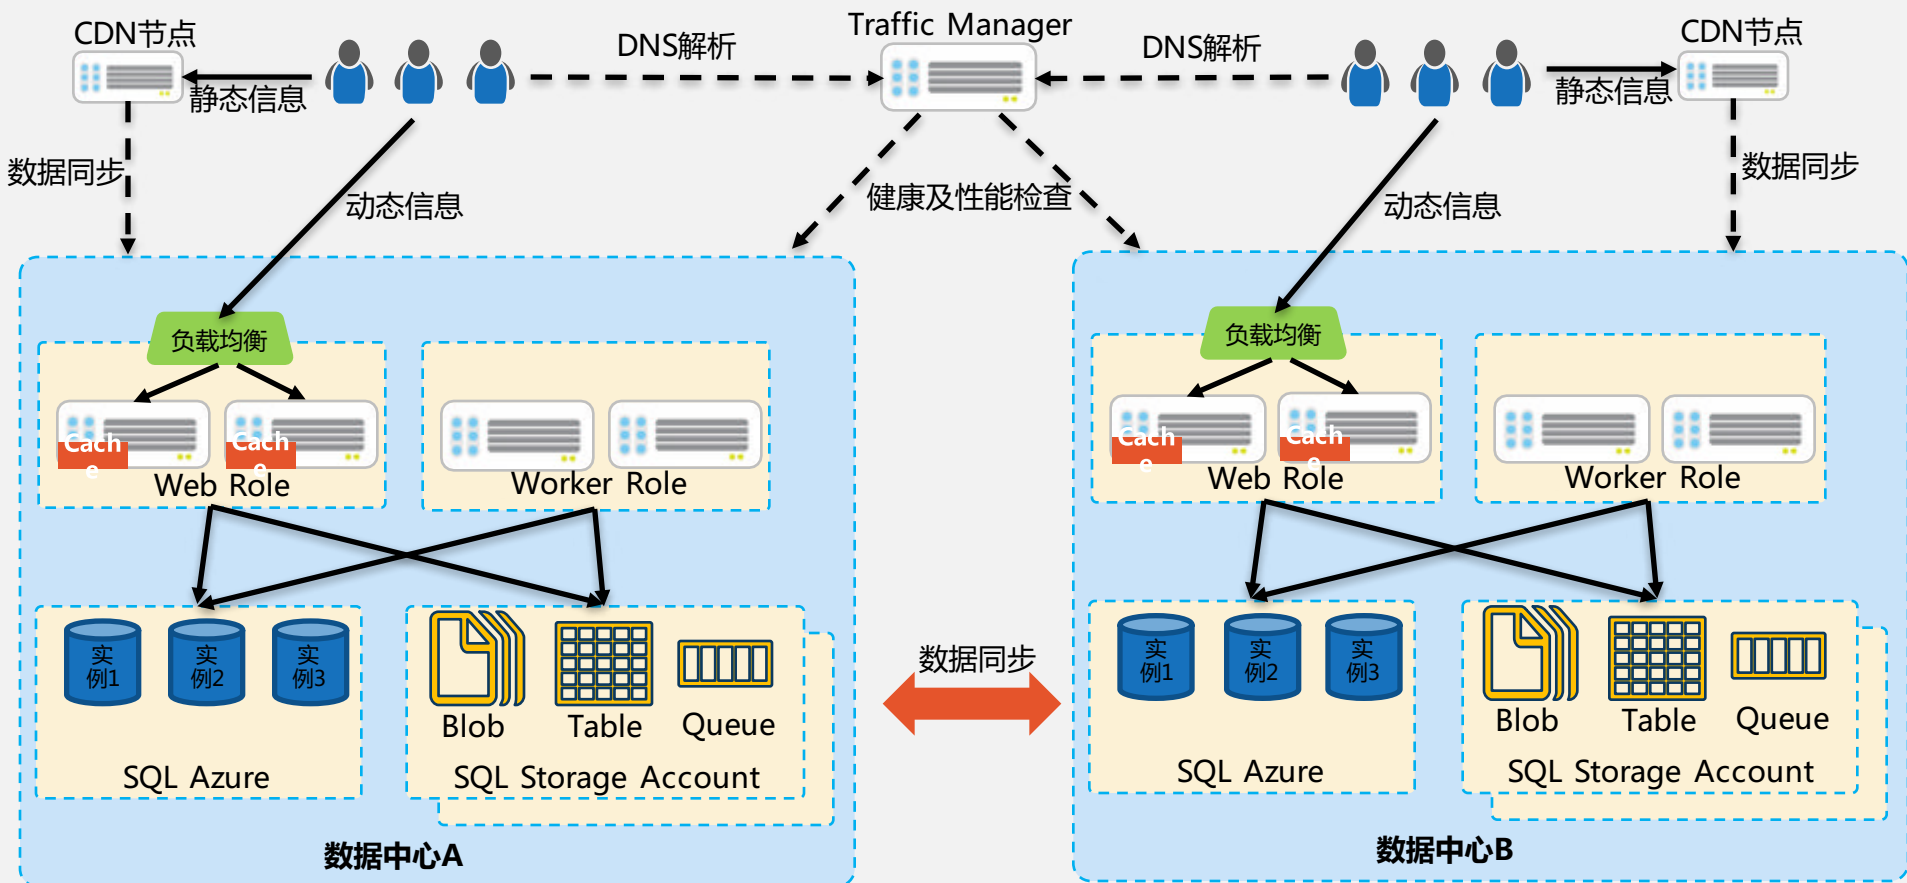 CDN节点
DNS解析
Traffic Manager
DNS解析
CDN节点
静态信息
静态信息
数据同步
动态信息
健康及性能检查
动态信息
数据同步
负载均衡
Cach
e
Cach
e
Web Role
Worker Role
负载均衡
Cach
e
Cach
e
Web Role
Worker Role
实
例1
实
例2
实
例3
SQL Azure
Blob
Table
Queue
SQL Storage Account
数据中心A
数据同步
实
例1
实
例2
实
例3
SQL Azure
Blob
Table
Queue
SQL Storage Account
数据中心B